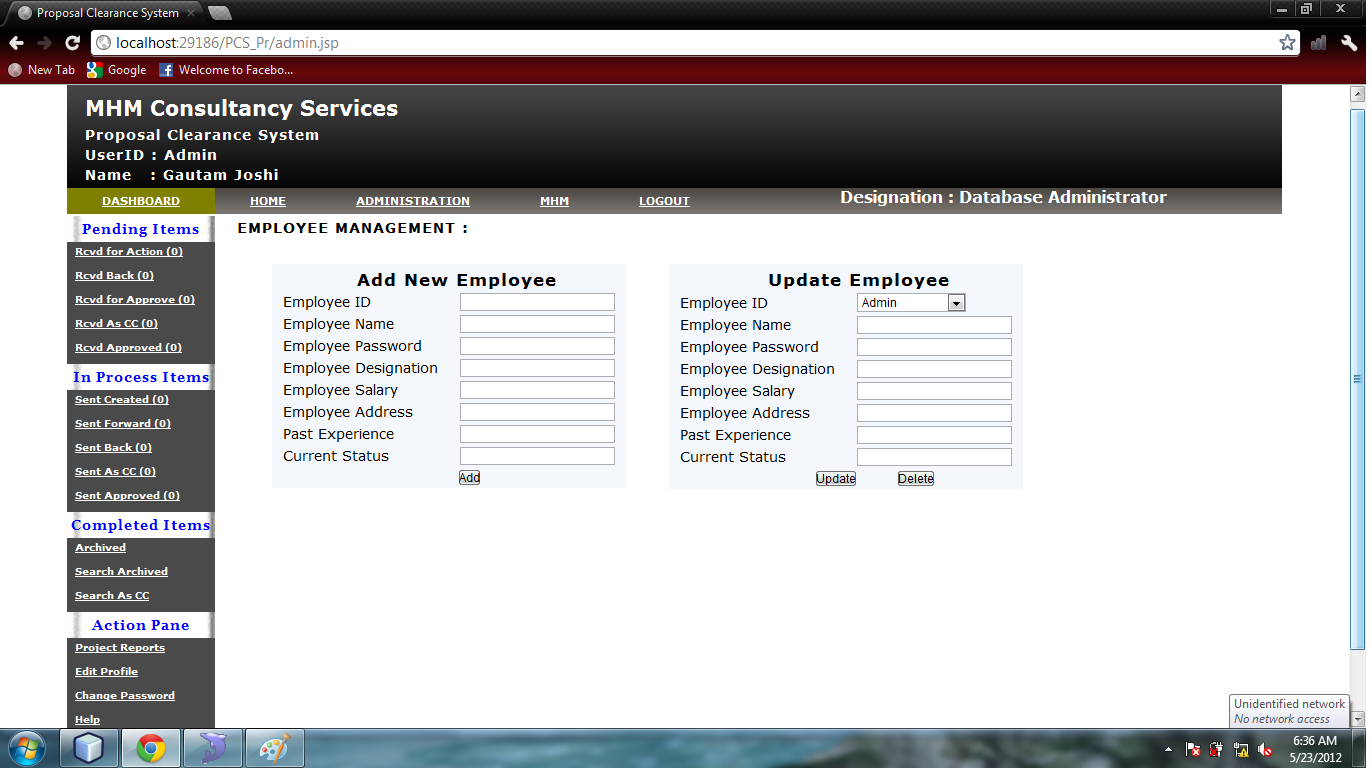 Proposal Clearance System
localhost:29186/PCS_Pr/admin.jsp
New Tab Google Welcome to Facebo...
MHM Consultancy Services
Proposal Clearance System
UserID : Admin
Name : Gautam Joshi
DASHBOARD HOME ADMINISTRATION MHM LOGOUT Designation : Database Administrator
Pending Items
Rcvd for Action (0)
Rcvd Back (0)
Rcvd for Approve (0)
Rcvd As CC (0)
Rcvd Approved (0)
In Process Items
Sent Created (0)
Sent Forward (0)
Sent Back (0)
Sent As CC (0)
Sent Approved (0)
Completed Items
Archived
Search Archived
Search As CC
Action Pane
Project Reports
Edit Profile
Change Password
Help
EMPLOYEE MANAGEMENT :
Add New Employee
Employee ID
Employee Name
Employee Password
Employee Designation
Employee Salary
Employee Address
Past Experience
Current Status
Add
Update Employee
Employee ID Admin
Employee Name
Employee Password
Employee Designation
Employee Salary
Employee Address
Past Experience
Current Status
Update Delete
Unidentified network
No network access
6:36 AM
5/23/2012